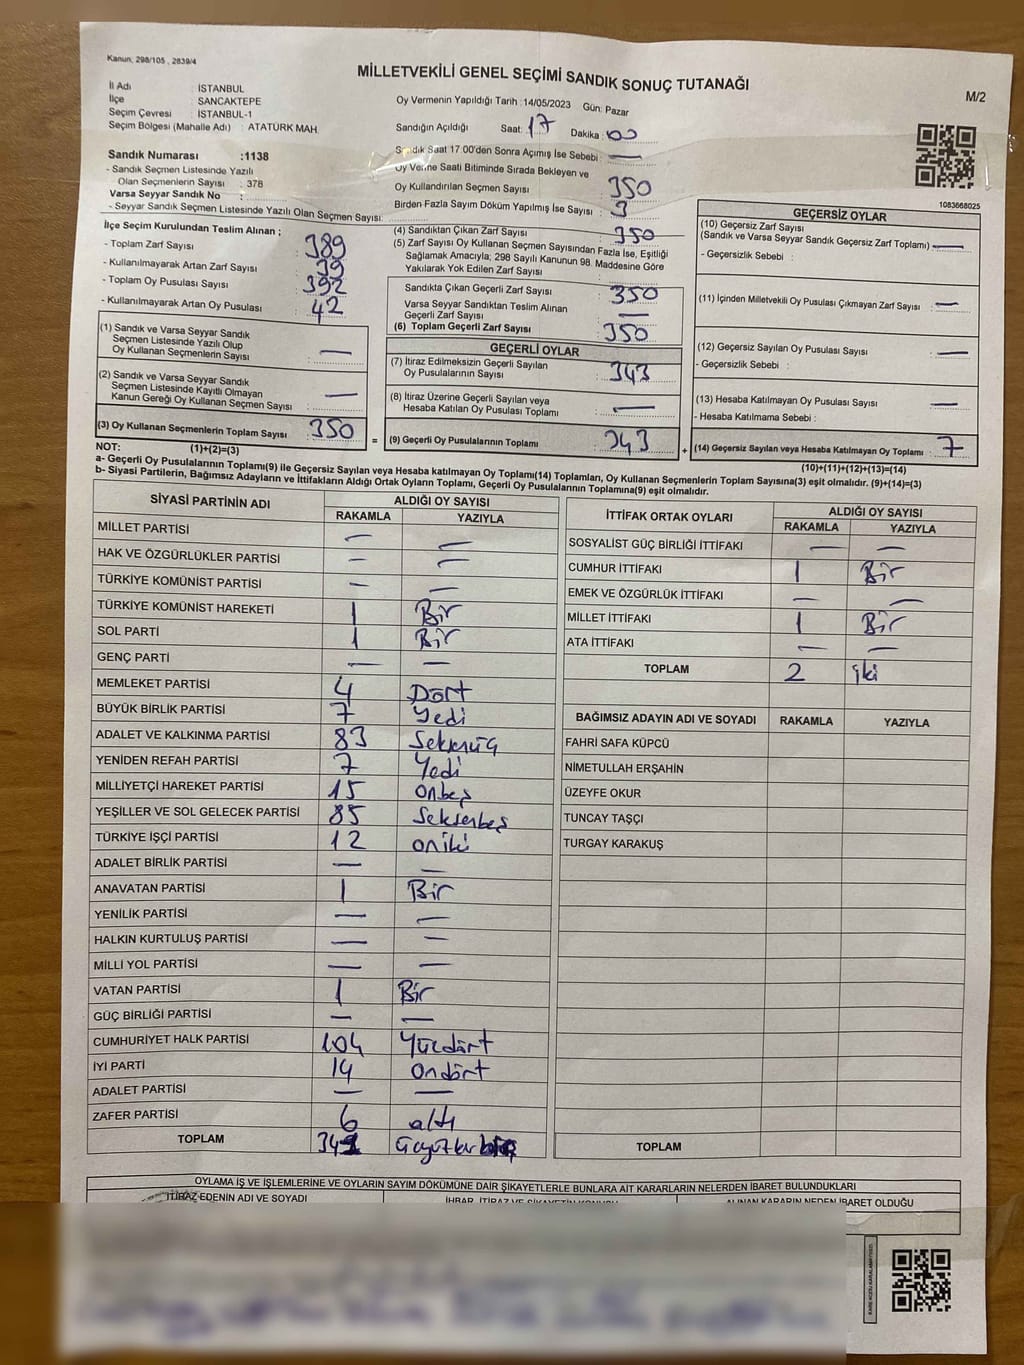 Kanun, 298/105 , 2839/4
MİLLETVEKİLİ GENEL SEÇİMİ SANDIK SONUÇ TUTANAĞI
M/2
İl Adı : İSTANBUL
İlçe : SANCAKTEPE
Seçim Çevresi : İSTANBUL-1
Seçim Bölgesi (Mahalle Adı) : ATATÜRK MAH.
Oy Vermenin Yapıldığı Tarih :14/05/2023 Gün: Pazar
Sandığın Açıldığı Saat: 17 Dakika: 00
Sandık Numarası :1138
- Sandık Seçmen Listesinde Yazılı
Olan Seçmenlerin Sayısı : 378
Varsa Seyyar Sandık No :
- Seyyar Sandık Seçmen Listesinde Yazılı Olan Seçmen Sayısı:
Sandık Saat 17:00'den Sonra Açımış İse Sebebi : —
Oy Verme Saati Bitiminde Sırada Bekleyen ve
Oy Kullandırılan Seçmen Sayısı : 350
Birden Fazla Sayım Döküm Yapılmış İse Sayısı : 3
1083668025
İlçe Seçim Kurulundan Teslim Alınan ;
- Toplam Zarf Sayısı : 389
- Kullanılmayarak Artan Zarf Sayısı : 39
- Toplam Oy Pusulası Sayısı : 392
- Kullanılmayarak Artan Oy Pusulası : 42
(1) Sandık ve Varsa Seyyar Sandık
Seçmen Listesinde Yazılı Olup
Oy Kullanan Seçmenlerin Sayısı : —
(2) Sandık ve Varsa Seyyar Sandık
Seçmen Listesinde Kayıtlı Olmayan
Kanun Gereği Oy Kullanan Seçmen Sayısı : —
(3) Oy Kullanan Seçmenlerin Toplam Sayısı : 350
(4) Sandıktan Çıkan Zarf Sayısı : 350
(5) Zarf Sayısı Oy Kullanan Seçmen Sayısından Fazla İse, Eşitliği
Sağlamak Amacıyla; 298 Sayılı Kanunun 98. Maddesine Göre
Yakılarak Yok Edilen Zarf Sayısı :
Sandıkta Çıkan Geçerli Zarf Sayısı : 350
Varsa Seyyar Sandıktan Teslim Alınan
Geçerli Zarf Sayısı : —
(6) Toplam Geçerli Zarf Sayısı : 350
GEÇERLİ OYLAR
(7) İtiraz Edilmeksizin Geçerli Sayılan
Oy Pusulalarının Sayısı : 343
(8) İtiraz Üzerine Geçerli Sayılan veya
Hesaba Katılan Oy Pusulası Toplamı : —
= (9) Geçerli Oy Pusulalarının Toplamı : 343
GEÇERSİZ OYLAR
(10) Geçersiz Zarf Sayısı
(Sandık ve Varsa Seyyar Sandık Geçersiz Zarf Toplamı) : —
- Geçersizlik Sebebi :
(11) İçinden Milletvekili Oy Pusulası Çıkmayan Zarf Sayısı : —
(12) Geçersiz Sayılan Oy Pusulası Sayısı : —
- Geçersizlik Sebebi :
(13) Hesaba Katılmayan Oy Pusulası Sayısı : —
- Hesaba Katılmama Sebebi :
+ (14) Geçersiz Sayılan veya Hesaba Katılmayan Oy Toplamı : 7
NOT: (1)+(2)=(3)
(10)+(11)+(12)+(13)=(14)
a- Geçerli Oy Pusulalarının Toplamı(9) ile Geçersiz Sayılan veya Hesaba katılmayan Oy Toplamı(14) Toplamları, Oy Kullanan Seçmenlerin Toplam Sayısına(3) eşit olmalıdır. (9)+(14)=(3)
b- Siyasi Partilerin, Bağımsız Adayların ve İttifakların Aldığı Ortak Oyların Toplamı, Geçerli Oy Pusulalarının Toplamına(9) eşit olmalıdır.
SİYASİ PARTİNİN ADI ALDIĞI OY SAYISI
RAKAMLA YAZIYLA
MİLLET PARTİSİ — —
HAK VE ÖZGÜRLÜKLER PARTİSİ — —
TÜRKİYE KOMÜNİST PARTİSİ — —
TÜRKİYE KOMÜNİST HAREKETİ 1 Bir
SOL PARTİ 1 Bir
GENÇ PARTİ — —
MEMLEKET PARTİSİ 4 Dört
BÜYÜK BİRLİK PARTİSİ 7 Yedi
ADALET VE KALKINMA PARTİSİ 83 Seksenüç
YENİDEN REFAH PARTİSİ 7 Yedi
MİLLİYETÇİ HAREKET PARTİSİ 15 Onbeş
YEŞİLLER VE SOL GELECEK PARTİSİ 85 Seksenbeş
TÜRKİYE İŞÇİ PARTİSİ 12 oniki
ADALET BİRLİK PARTİSİ — —
ANAVATAN PARTİSİ 1 Bir
YENİLİK PARTİSİ — —
HALKIN KURTULUŞ PARTİSİ — —
MİLLİ YOL PARTİSİ — —
VATAN PARTİSİ 1 Bir
GÜÇ BİRLİĞİ PARTİSİ — —
CUMHURİYET HALK PARTİSİ 104 Yüzdört
İYİ PARTİ 14 Ondört
ADALET PARTİSİ — —
ZAFER PARTİSİ 6 altı
TOPLAM 341
İTTİFAK ORTAK OYLARI ALDIĞI OY SAYISI
RAKAMLA YAZIYLA
SOSYALİST GÜÇ BİRLİĞİ İTTİFAKI — —
CUMHUR İTTİFAKI 1 Bir
EMEK VE ÖZGÜRLÜK İTTİFAKI — —
MİLLET İTTİFAKI 1 Bir
ATA İTTİFAKI — —
TOPLAM 2 iki
BAĞIMSIZ ADAYIN ADI VE SOYADI RAKAMLA YAZIYLA
FAHRİ SAFA KÜPCÜ
NİMETULLAH ERŞAHİN
ÜZEYFE OKUR
TUNCAY TAŞÇI
TURGAY KARAKUŞ
TOPLAM
OYLAMA İŞ VE İŞLEMLERİNE VE OYLARIN SAYIM DÖKÜMÜNE DAİR ŞİKAYETLERLE BUNLARA AİT KARARLARIN NELERDEN İBARET BULUNDUKLARI
İTİRAZ EDENİN ADI VE SOYADI İHBAR, İTİRAZ VE ŞİKAYETİN KONUSU ALINAN KARARIN NEDEN İBARET OLDUĞU